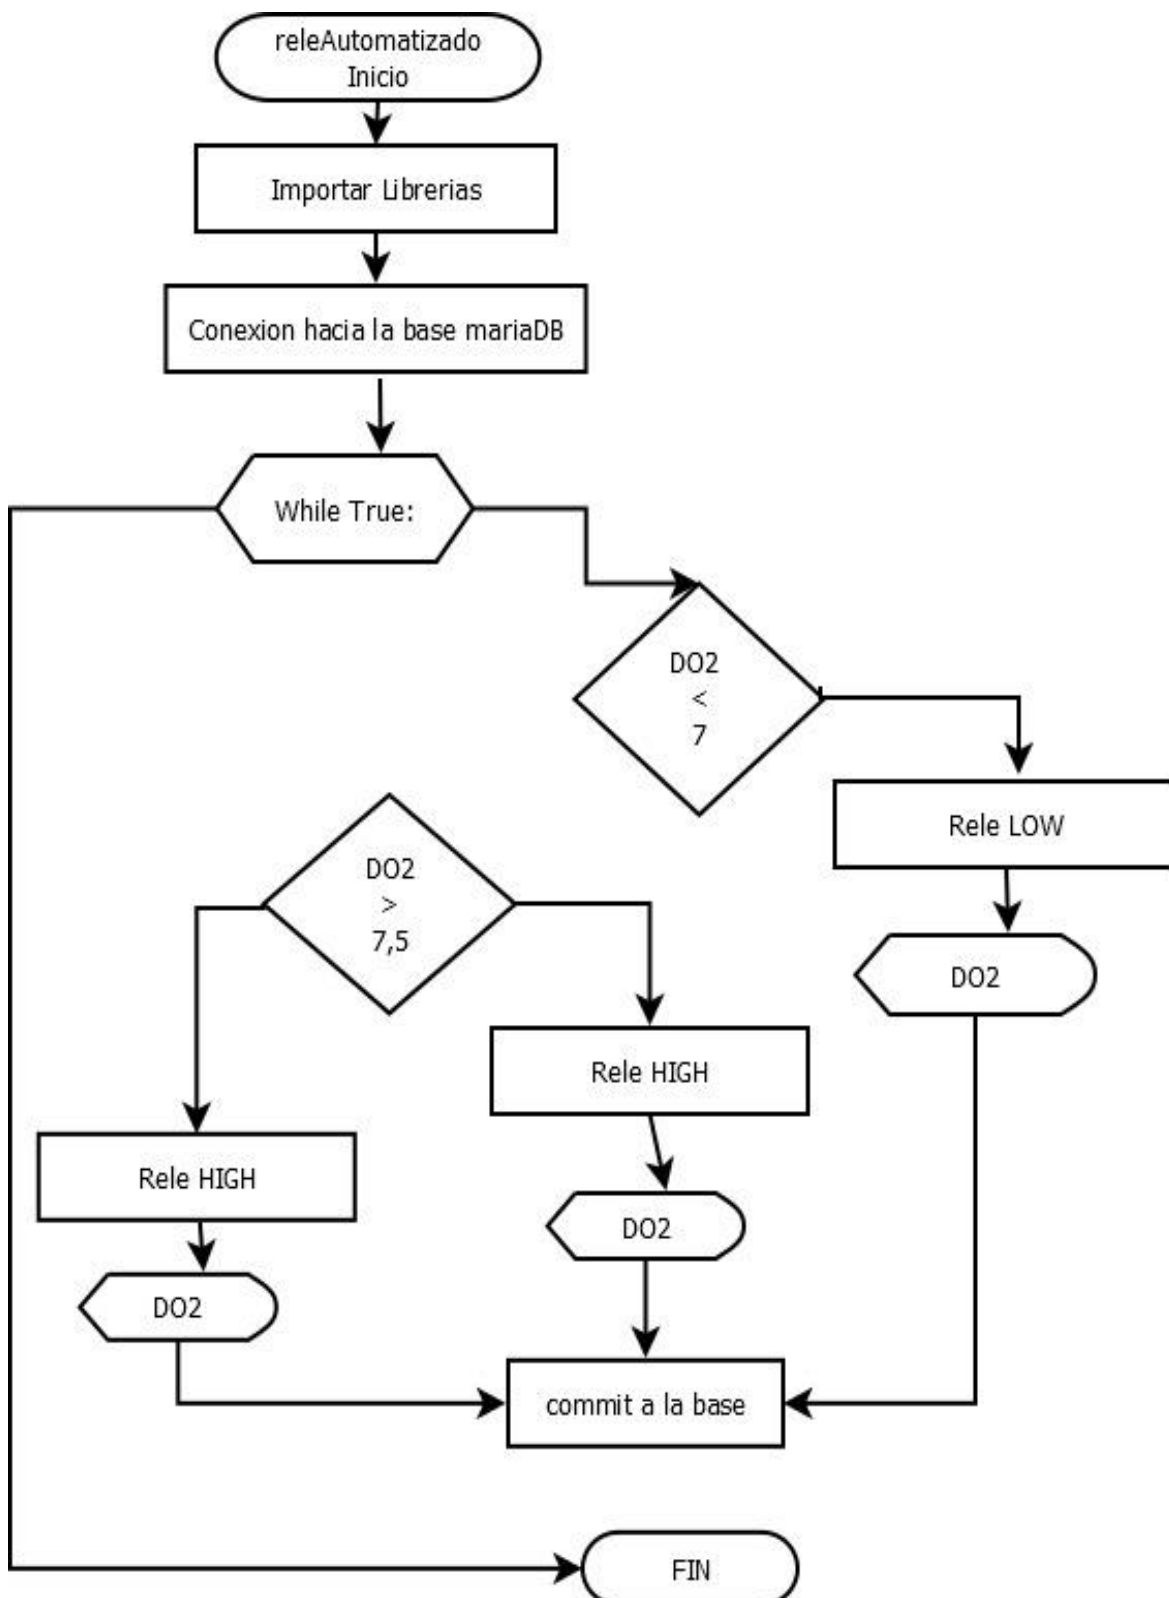 releAutomatizado
Inicio
Importar Librerias
Conexion hacia la base mariaDB
While True:
DO2
<
7
Rele LOW
DO2
DO2
>
7,5
Rele HIGH
DO2
Rele HIGH
DO2
commit a la base
FIN